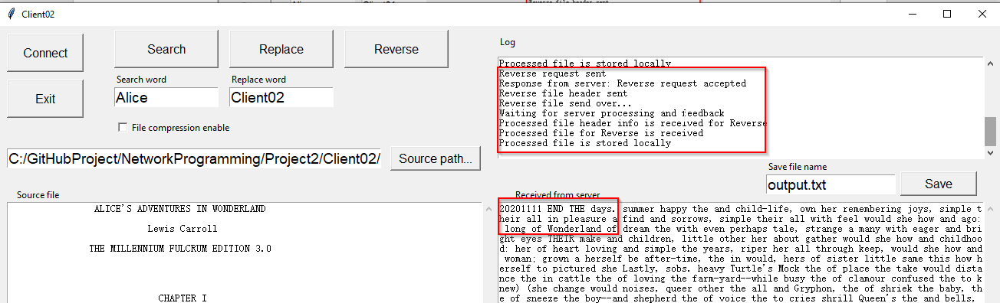 Client02
Connect
Search
Replace
Reverse
Exit
Search word
Replace word
Alice
Client02
File compression enable
C:/GitHubProject/NetworkProgramming/Project2/Client02/
Source path...
Log
Processed file is stored locally
Reverse request sent
Response from server: Reverse request accepted
Reverse file header sent
Reverse file send over...
Waiting for server processing and feedback
Processed file header info is received for Reverse
Processed file for Reverse is received
Processed file is stored locally
Save file name
output.txt
Save
Source file
ALICE'S ADVENTURES IN WONDERLAND
Lewis Carroll
THE MILLENNIUM FULCRUM EDITION 3.0
CHAPTER I
Received from server
20201111 END THE days. summer happy the and child-life, own her remembering joys, simple t
heir all in pleasure a find and sorrows, simple their all with feel would she how and ago:
long of Wonderland of dream the with even perhaps tale, strange a many with eager and bri
ght eyes THEIR make and children, little other her about gather would she how and childhoo
d: her of heart loving and simple the years, riper her all through keep, would she how and
woman; grown a herself be after-time, the in would, hers of sister little same this how h
erself to pictured she Lastly, sobs. heavy Turtle's Mock the of place the take would dista
nce the in cattle the of lowing the farm-yard--while busy the of clamour confused the to k
new) (she change would noises, queer other the all and Gryphon, the of shriek the baby, th
e of sneeze the boy--and shepherd the of voice the to cries shrill Queen's the and bells,